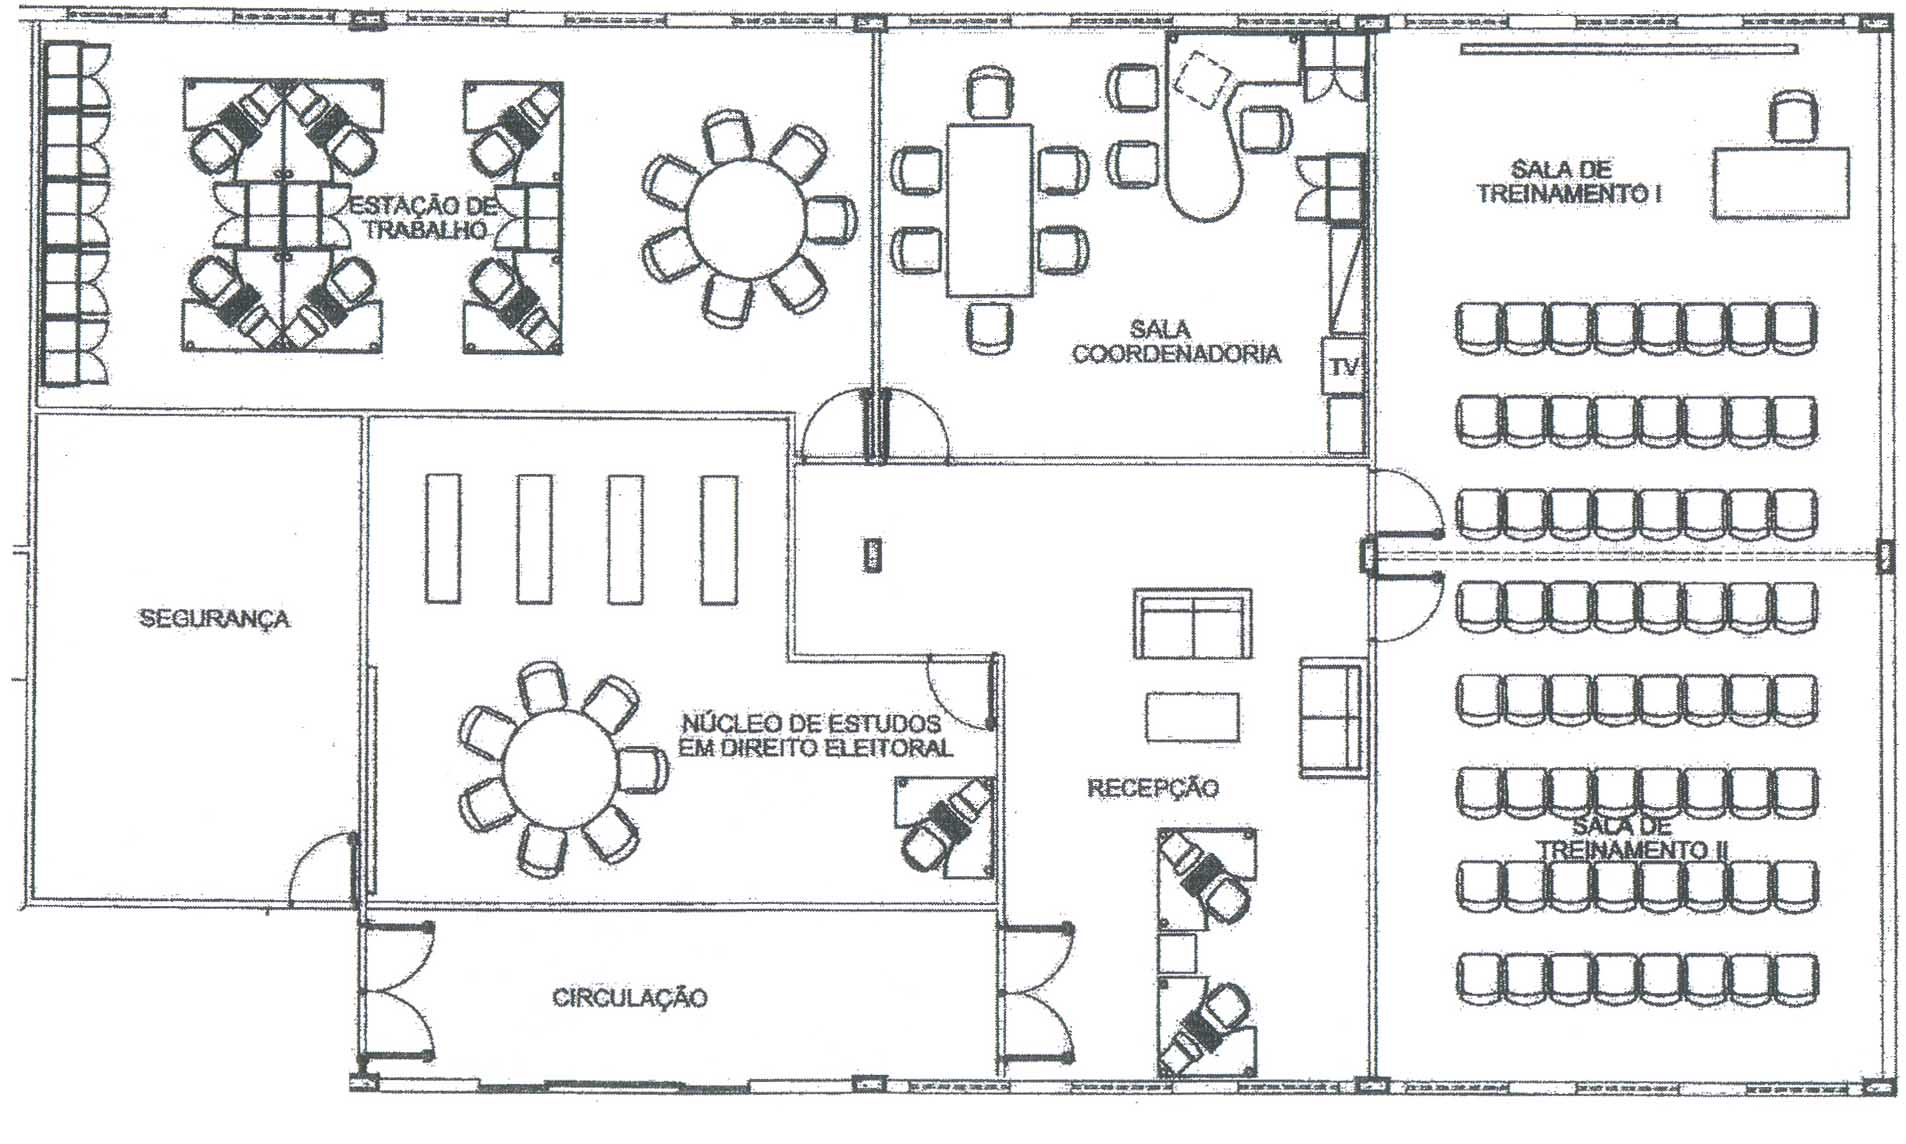 ESTAÇÃO DE
TRABALHO
SALA
COORDENADORIA
TV
SALA DE
TREINAMENTO I
SEGURANÇA
NÚCLEO DE ESTUDOS
EM DIREITO ELEITORAL
RECEPÇÃO
SALA DE
TREINAMENTO II
CIRCULAÇÃO